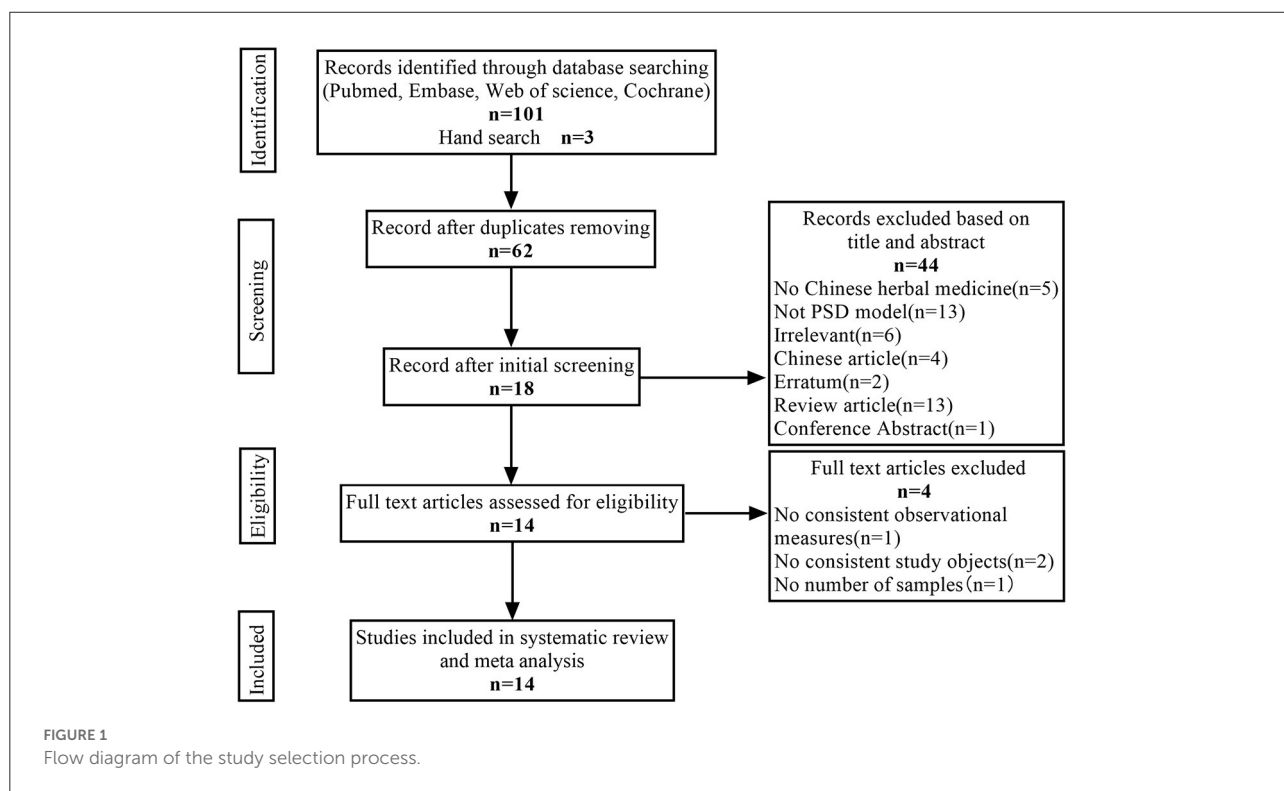 Identification
Records identified through database searching
(Pubmed, Embase, Web of science, Cochrane)
n=101
Hand search n=3
Screening
Record after duplicates removing
n=62
Records excluded based on
title and abstract
n=44
No Chinese herbal medicine(n=5)
Not PSD model(n=13)
Irrelevant(n=6)
Chinese article(n=4)
Erratum(n=2)
Review article(n=13)
Conference Abstract(n=1)
Record after initial screening
n=18
Eligibility
Full text articles assessed for eligibility
n=14
Full text articles excluded
n=4
No consistent observational
measures(n=1)
No consistent study objects(n=2)
No number of samples（n=1）
Included
Studies included in systematic review
and meta analysis
n=14
FIGURE 1
Flow diagram of the study selection process.